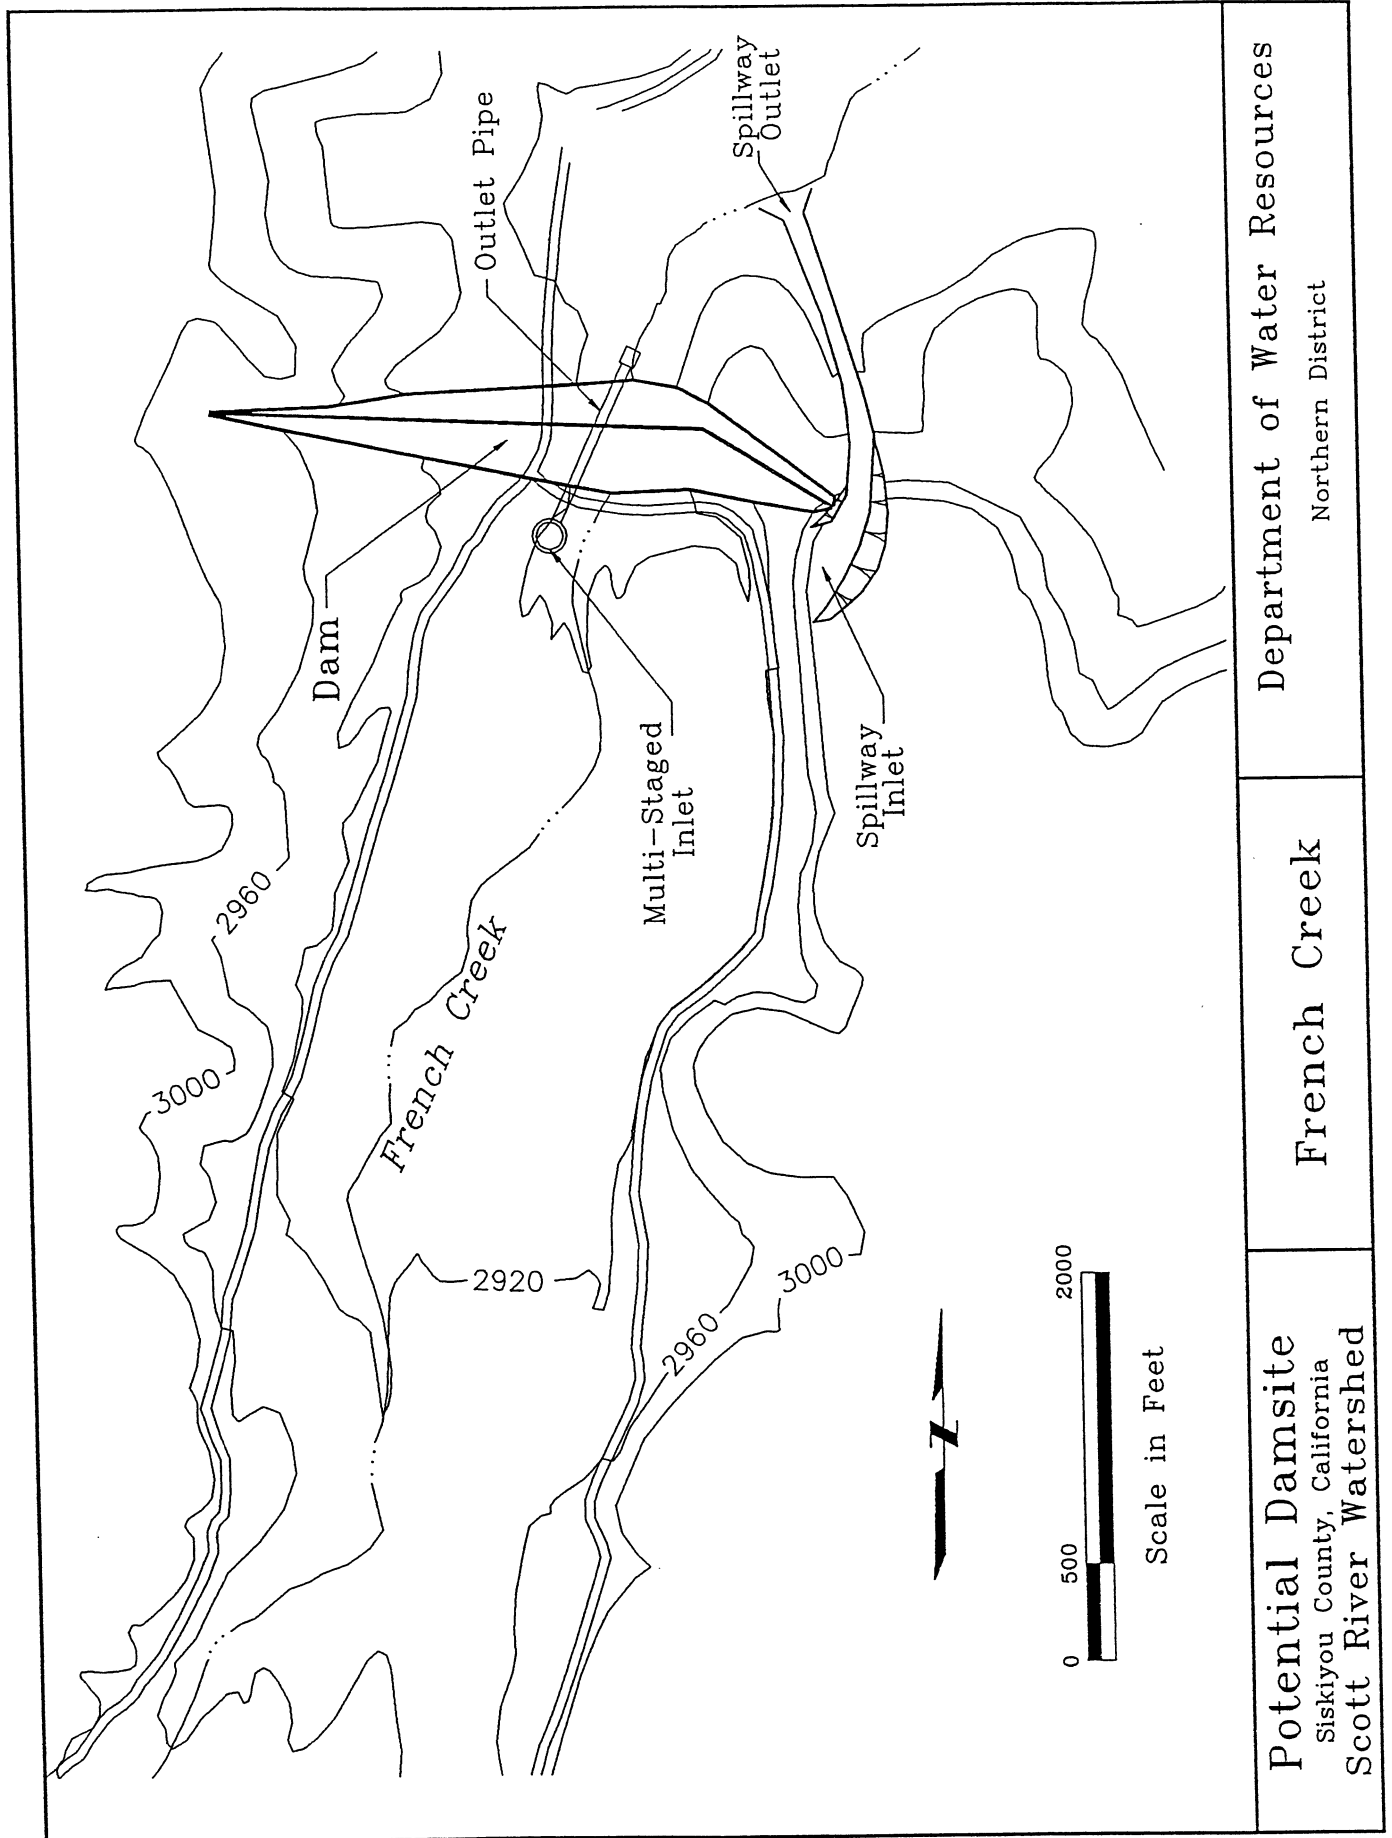 3000
2960
French Creek
2920
2960
3000
Dam
Outlet Pipe
Multi-Staged
Inlet
Spillway
Inlet
Spillway
Outlet
N
0
500
2000
Scale in Feet
Potential Damsite
Siskiyou County, California
Scott River Watershed
French Creek
Department of Water Resources
Northern District